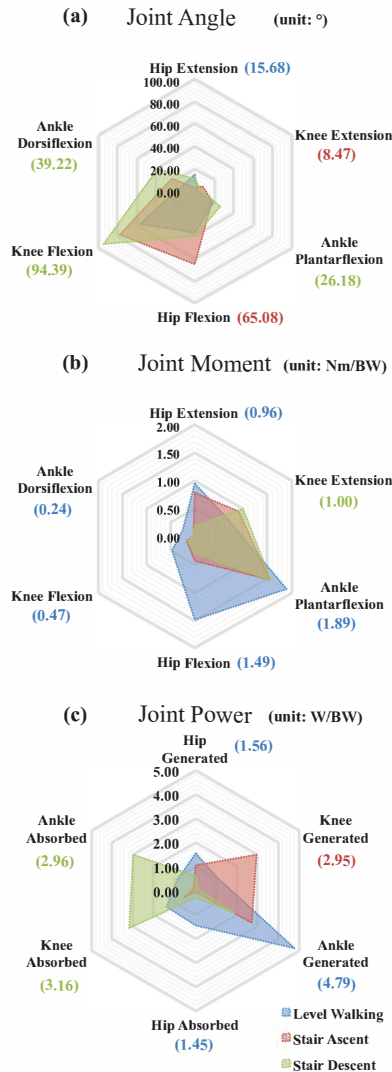 (a) Joint Angle (unit: °)
Hip Extension (15.68)
100.00
80.00
60.00
40.00
20.00
0.00
Ankle
Dorsiflexion
(39.22)
Knee Extension
(8.47)
Knee Flexion
(94.39)
Ankle
Plantarflexion
(26.18)
Hip Flexion (65.08)
(b) Joint Moment (unit: Nm/BW)
Hip Extension (0.96)
2.00
1.50
1.00
0.50
0.00
Ankle
Dorsiflexion
(0.24)
Knee Extension
(1.00)
Knee Flexion
(0.47)
Ankle
Plantarflexion
(1.89)
Hip Flexion (1.49)
(c) Joint Power (unit: W/BW)
Hip
Generated (1.56)
5.00
4.00
3.00
2.00
1.00
0.00
Ankle
Absorbed
(2.96)
Knee
Generated
(2.95)
Knee
Absorbed
(3.16)
Ankle
Generated
(4.79)
Hip Absorbed
(1.45)
Level Walking
Stair Ascent
Stair Descent